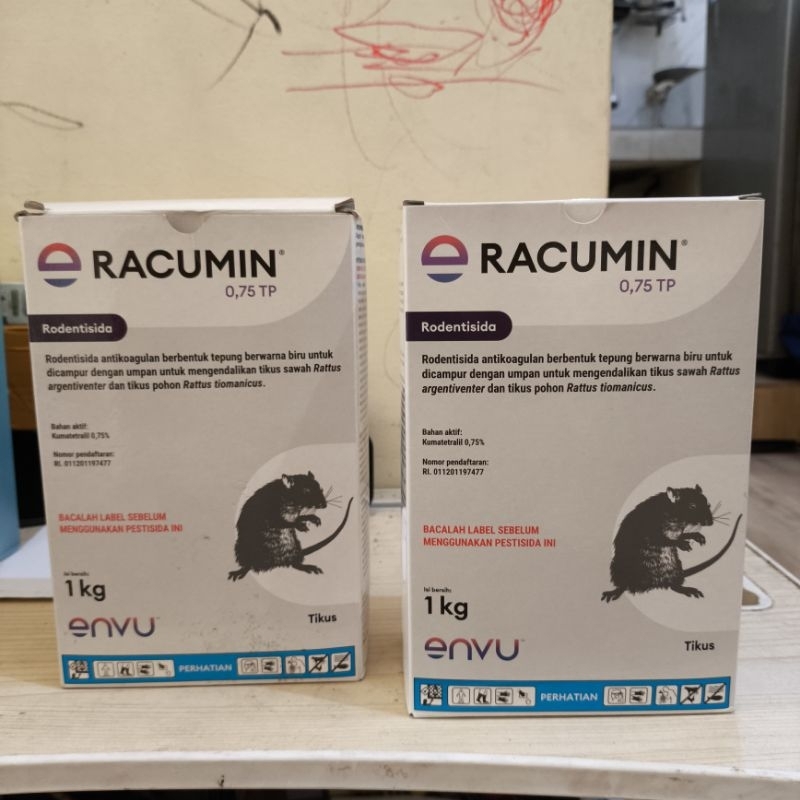 RACUMIN®
0,75 TP
Rodentisida
Rodentisida antikoagulan berbentuk tepung berwarna biru untuk
dicampur dengan umpan untuk mengendalikan tikus sawah Rattus
argentiventer dan tikus pohon Rattus tiomanicus.
Bahan aktif:
Kumatetralil 0,75%
Nomor pendaftaran:
RI. 011201197477
BACALAH LABEL SEBELUM
MENGGUNAKAN PESTISIDA INI
Isi bersih:
1 kg
envu
Tikus
PERHATIAN
RACUMIN®
0,75 TP
Rodentisida
Rodentisida antikoagulan berbentuk tepung berwarna biru untuk
dicampur dengan umpan untuk mengendalikan tikus sawah Rattus
argentiventer dan tikus pohon Rattus tiomanicus.
Bahan aktif:
Kumatetralil 0,75%
Nomor pendaftaran:
RI. 011201197477
BACALAH LABEL SEBELUM
MENGGUNAKAN PESTISIDA INI
Isi bersih:
1 kg
envu
Tikus
PERHATIAN